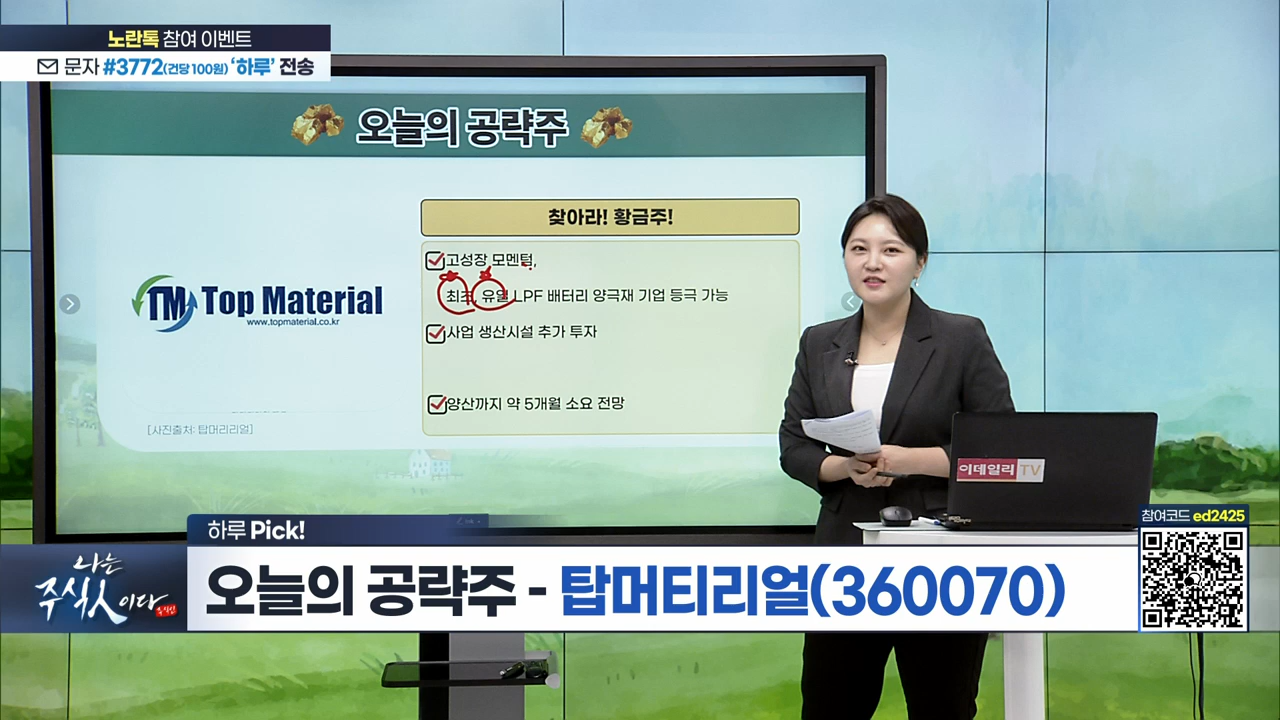 노란톡 참여 이벤트
문자 #3772(건당 100원) ‘하루’ 전송
오늘의 공략주
찾아라! 황금주!
고성장 모멘텀,
최초, 유일 LPF 배터리 양극재 기업 등극 가능
사업 생산시설 추가 투자
양산까지 약 5개월 소요 전망
TM Top Material
www.topmaterial.co.kr
[사진출처: 탑머리리얼]
이데일리 TV
참여코드 ed2425
하루 Pick!
나는
주식人이다
오늘의 공략주 - 탑머티리얼(360070)